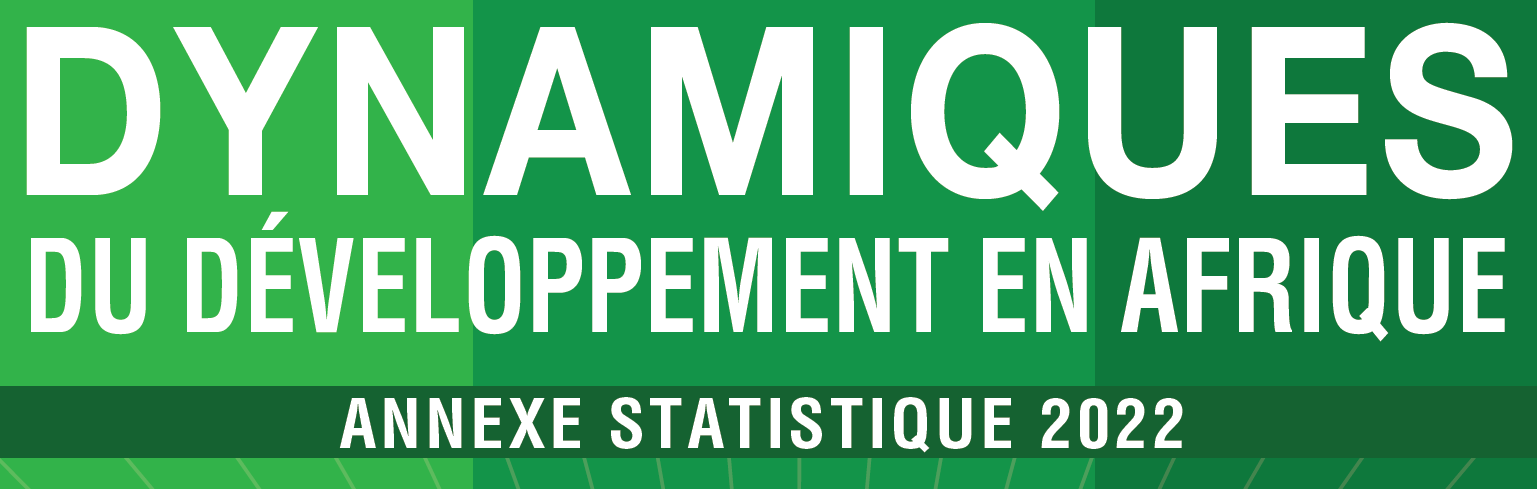 DYNAMIQUES
DU DÉVELOPPEMENT EN AFRIQUE
ANNEXE STATISTIQUE 2022